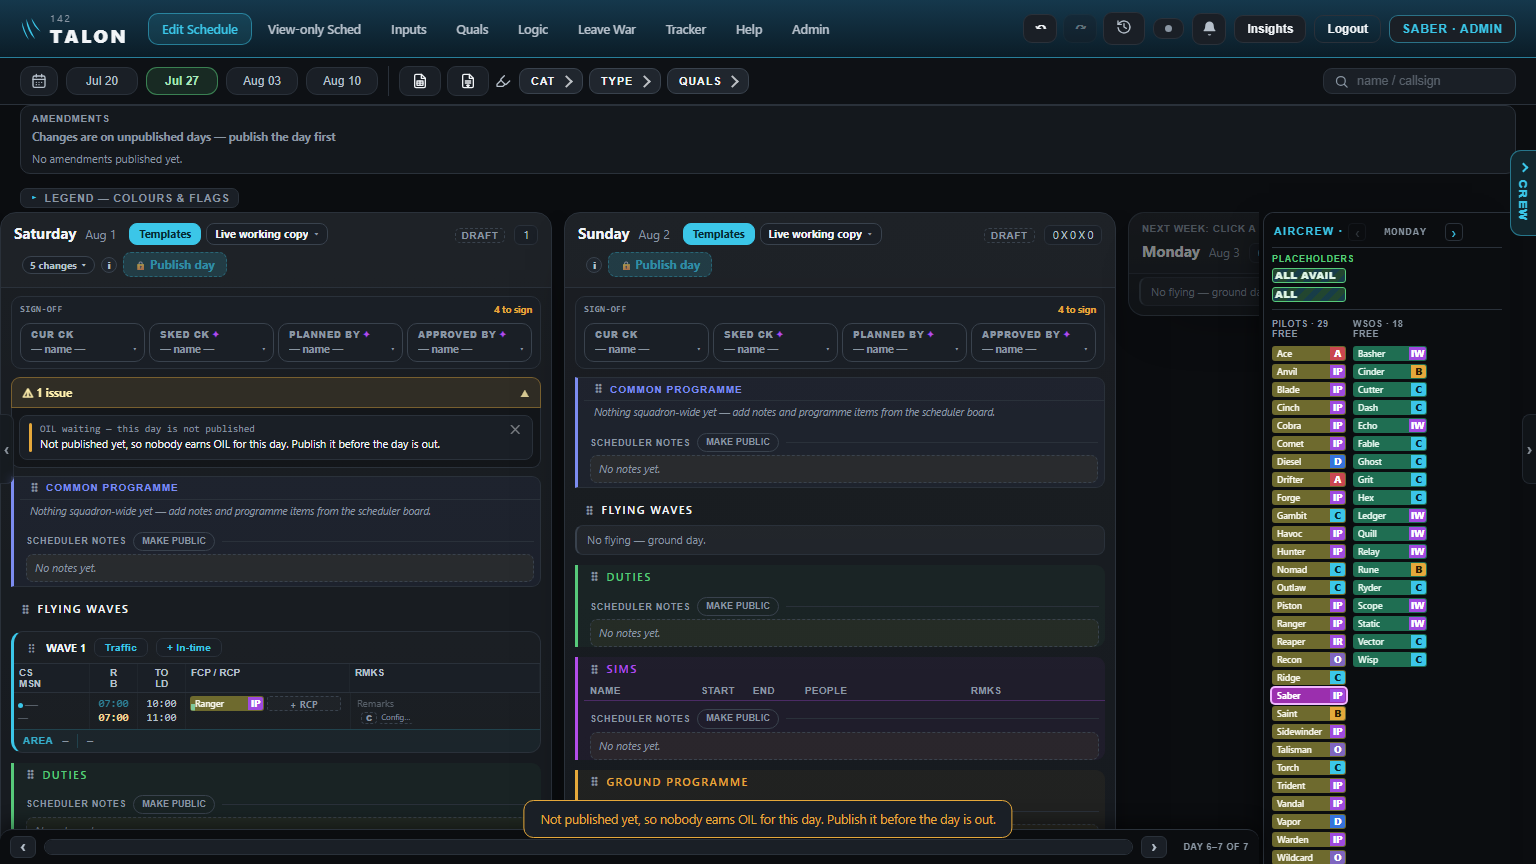 142
TALON
Edit Schedule
View-only Sched
Inputs
Quals
Logic
Leave War
Tracker
Help
Admin
Insights
Logout
SABER · ADMIN
Jul 20
Jul 27
Aug 03
Aug 10
CAT
TYPE
QUALS
name / callsign
AMENDMENTS
Changes are on unpublished days — publish the day first
No amendments published yet.
CREW
LEGEND — COLOURS & FLAGS
Saturday Aug 1
Templates
Live working copy
DRAFT
1
5 changes
i
Publish day
SIGN-OFF
4 to sign
CUR CK
— name —
SKED CK
— name —
PLANNED BY
— name —
APPROVED BY
— name —
1 issue
OIL waiting — this day is not published
Not published yet, so nobody earns OIL for this day. Publish it before the day is out.
COMMON PROGRAMME
Nothing squadron-wide yet — add notes and programme items from the scheduler board.
SCHEDULER NOTES
MAKE PUBLIC
No notes yet.
FLYING WAVES
WAVE 1
Traffic
+ In-time
CS
MSN
R
B
TO
LD
FCP / RCP
RMKS
—
—
07:00
07:00
10:00
11:00
Ranger IP
+ RCP
Remarks
C Config...
AREA — —
DUTIES
SCHEDULER NOTES
MAKE PUBLIC
Sunday Aug 2
Templates
Live working copy
DRAFT
0X0X0
i
Publish day
SIGN-OFF
4 to sign
CUR CK
— name —
SKED CK
— name —
PLANNED BY
— name —
APPROVED BY
— name —
COMMON PROGRAMME
Nothing squadron-wide yet — add notes and programme items from the scheduler board.
SCHEDULER NOTES
MAKE PUBLIC
No notes yet.
FLYING WAVES
No flying — ground day.
DUTIES
SCHEDULER NOTES
MAKE PUBLIC
No notes yet.
SIMS
NAME START END PEOPLE RMKS
SCHEDULER NOTES
MAKE PUBLIC
No notes yet.
GROUND PROGRAMME
Not published yet, so nobody earns OIL for this day. Publish it before the day is out.
NEXT WEEK: CLICK A
Monday Aug 3
No flying — ground da
DAY 6–7 OF 7
AIRCREW ·
MONDAY
PLACEHOLDERS
ALL AVAIL
ALL
PILOTS · 29
FREE
Ace A
Anvil IP
Blade IP
Cinch IP
Cobra IP
Comet IP
Diesel D
Drifter A
Forge IP
Gambit C
Havoc IP
Hunter IP
Nomad C
Outlaw C
Piston IP
Ranger IP
Reaper IR
Recon O
Ridge C
Saber IP
Saint B
Sidewinder IP
Talisman O
Torch C
Trident IP
Vandal IP
Vapor D
Warden IP
Wildcard O
WSOS · 18
FREE
Basher IW
Cinder B
Cutter C
Dash C
Echo IW
Fable C
Ghost C
Grit C
Hex C
Ledger IW
Quill IW
Relay IW
Rune B
Ryder C
Scope IW
Static IW
Vector C
Wisp C